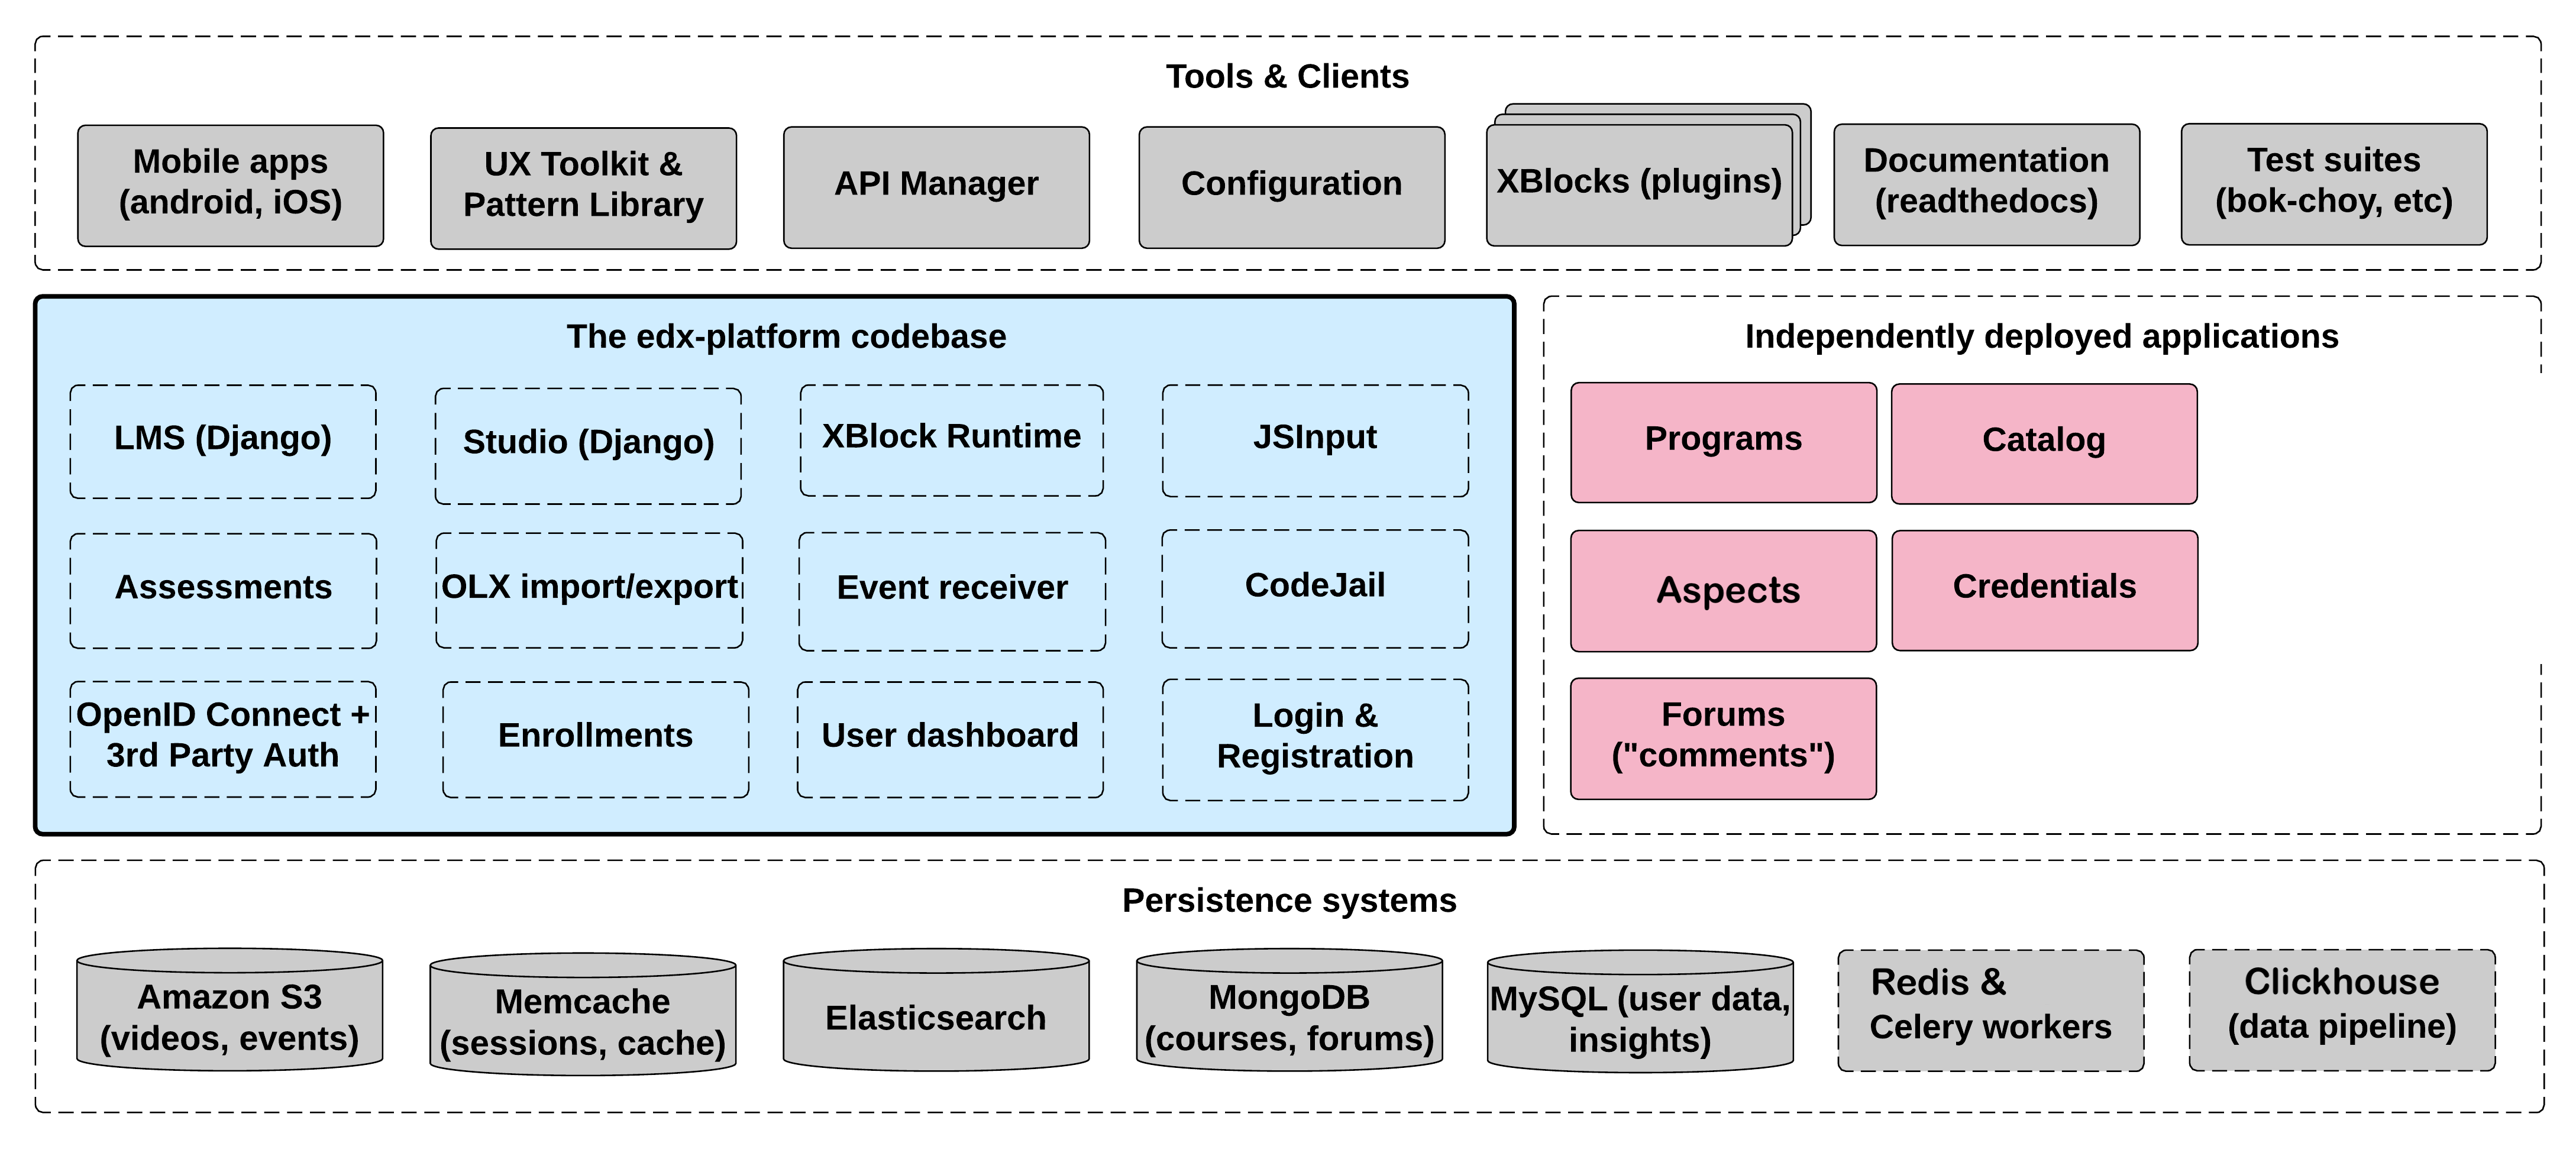 Tools & Clients
Mobile apps
(android, iOS)
UX Toolkit &
Pattern Library
API Manager
Configuration
XBlocks (plugins)
Documentation
(readthedocs)
Test suites
(bok-choy, etc)
The edx-platform codebase
LMS (Django)
Studio (Django)
XBlock Runtime
JSInput
Assessments
OLX import/export
Event receiver
CodeJail
OpenID Connect +
3rd Party Auth
Enrollments
User dashboard
Login &
Registration
Independently deployed applications
Programs
Catalog
Aspects
Credentials
Forums
("comments")
Persistence systems
Amazon S3
(videos, events)
Memcache
(sessions, cache)
Elasticsearch
MongoDB
(courses, forums)
MySQL (user data,
insights)
Redis &
Celery workers
Clickhouse
(data pipeline)